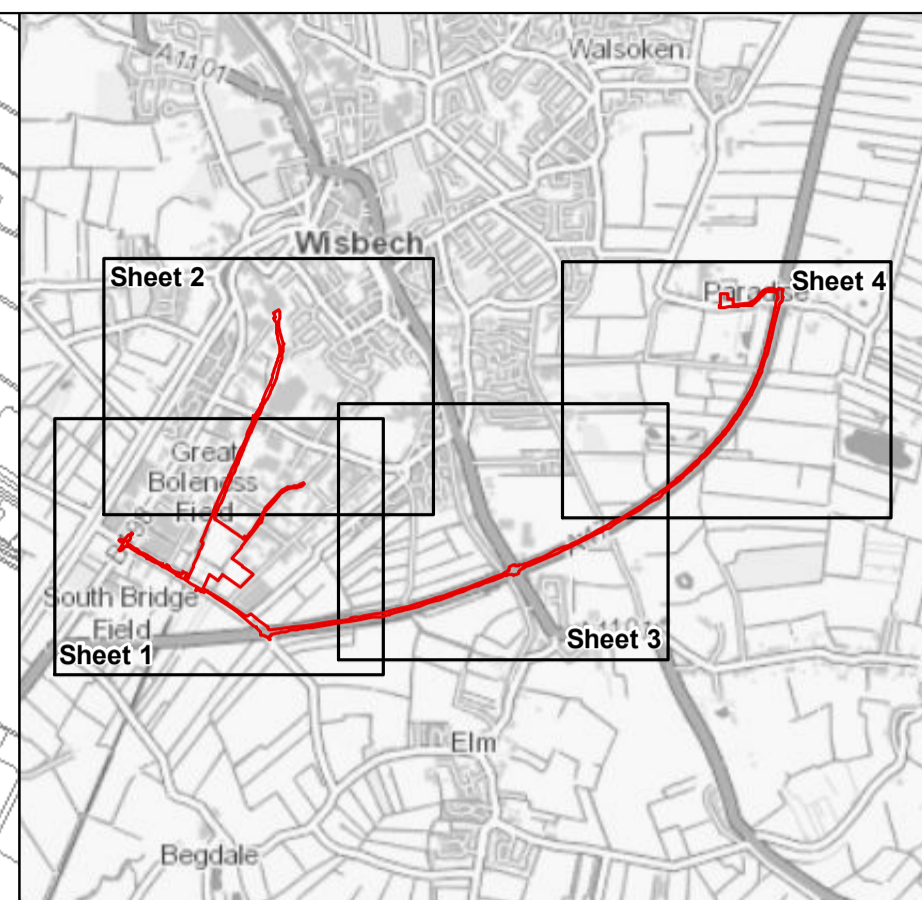 A1101
Walsoken
Wisbech
Sheet 2
Paradise
Sheet 4
Great
Boleness
Field
South Bridge
Field
Sheet 1
Sheet 3
Elm
Begdale